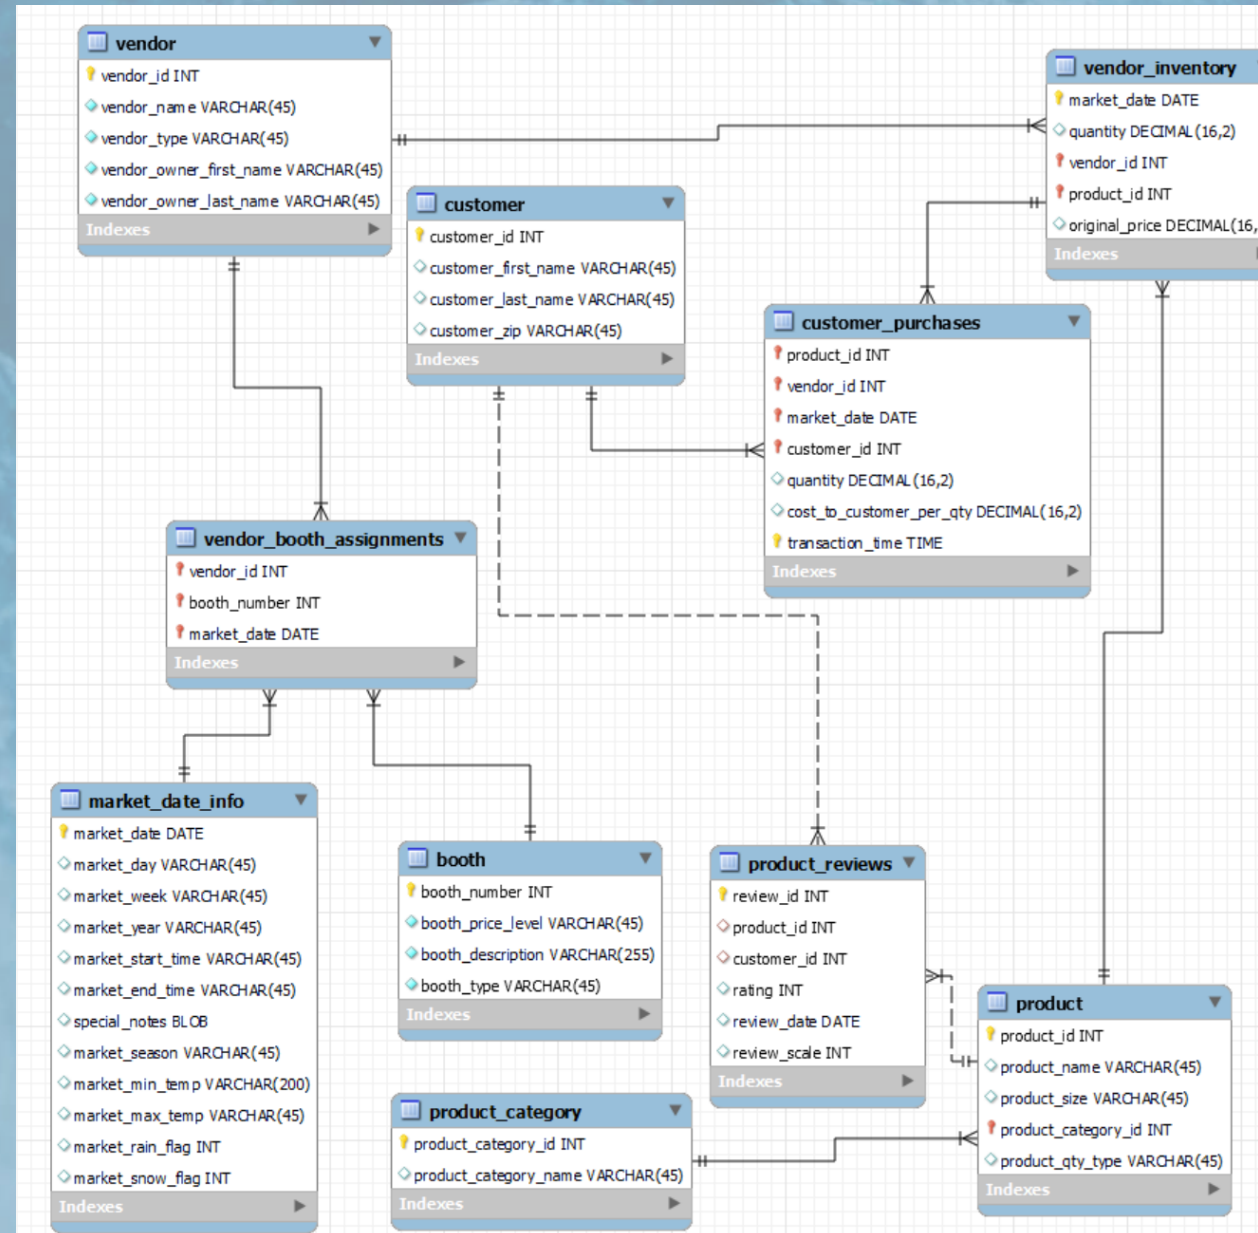 vendor
vendor_id INT
vendor_name VARCHAR(45)
vendor_type VARCHAR(45)
vendor_owner_first_name VARCHAR(45)
vendor_owner_last_name VARCHAR(45)
Indexes
vendor_inventory
market_date DATE
quantity DECIMAL(16,2)
vendor_id INT
product_id INT
original_price DECIMAL(16,
Indexes
customer
customer_id INT
customer_first_name VARCHAR(45)
customer_last_name VARCHAR(45)
customer_zip VARCHAR(45)
Indexes
customer_purchases
product_id INT
vendor_id INT
market_date DATE
customer_id INT
quantity DECIMAL(16,2)
cost_to_customer_per_qty DECIMAL(16,2)
transaction_time TIME
Indexes
vendor_booth_assignments
vendor_id INT
booth_number INT
market_date DATE
Indexes
market_date_info
market_date DATE
market_day VARCHAR(45)
market_week VARCHAR(45)
market_year VARCHAR(45)
market_start_time VARCHAR(45)
market_end_time VARCHAR(45)
special_notes BLOB
market_season VARCHAR(45)
market_min_temp VARCHAR(200)
market_max_temp VARCHAR(45)
market_rain_flag INT
market_snow_flag INT
Indexes
booth
booth_number INT
booth_price_level VARCHAR(45)
booth_description VARCHAR(255)
booth_type VARCHAR(45)
Indexes
product_reviews
review_id INT
product_id INT
customer_id INT
rating INT
review_date DATE
review_scale INT
Indexes
product
product_id INT
product_name VARCHAR(45)
product_size VARCHAR(45)
product_category_id INT
product_qty_type VARCHAR(45)
Indexes
product_category
product_category_id INT
product_category_name VARCHAR(45)
Indexes